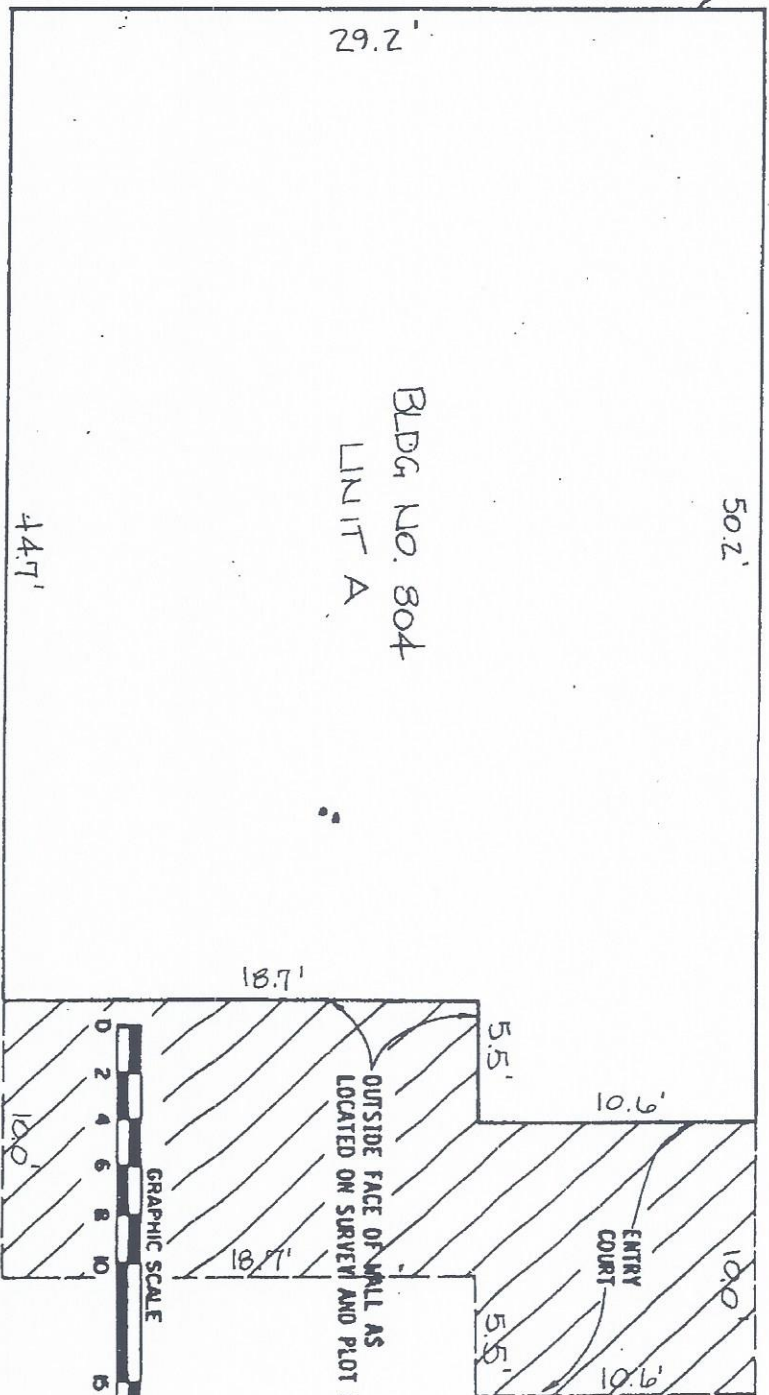 29.2'
50.2'
BLDG NO. 804
UNIT A
44.7'
18.7'
5.5'
10.6'
OUTSIDE FACE OF WALL AS
LOCATED ON SURVEY AND PLOT
ENTRY
COURT
10.0'
10.0'
18.7'
5.5'
10.6'
GRAPHIC SCALE
0 2 4 6 8 10 15